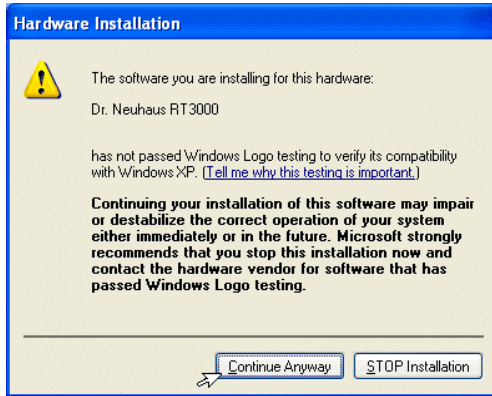 Hardware Installation
The software you are installing for this hardware:
Dr. Neuhaus RT3000
has not passed Windows Logo testing to verify its compatibility
with Windows XP. (Tell me why this testing is important.)
Continuing your installation of this software may impair
or destabilize the correct operation of your system
either immediately or in the future. Microsoft strongly
recommends that you stop this installation now and
contact the hardware vendor for software that has
passed Windows Logo testing.
Continue Anyway STOP Installation